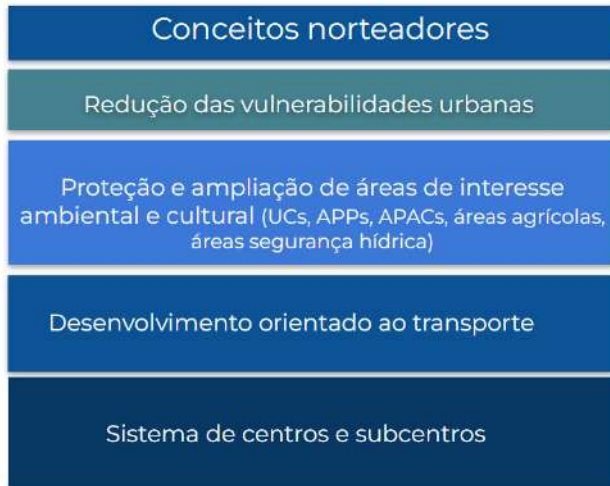 Conceitos norteadores
Redução das vulnerabilidades urbanas
Proteção e ampliação de áreas de interesse
ambiental e cultural (UCs, APPs, APACs, áreas agrícolas,
áreas segurança hídrica)
Desenvolvimento orientado ao transporte
Sistema de centros e subcentros